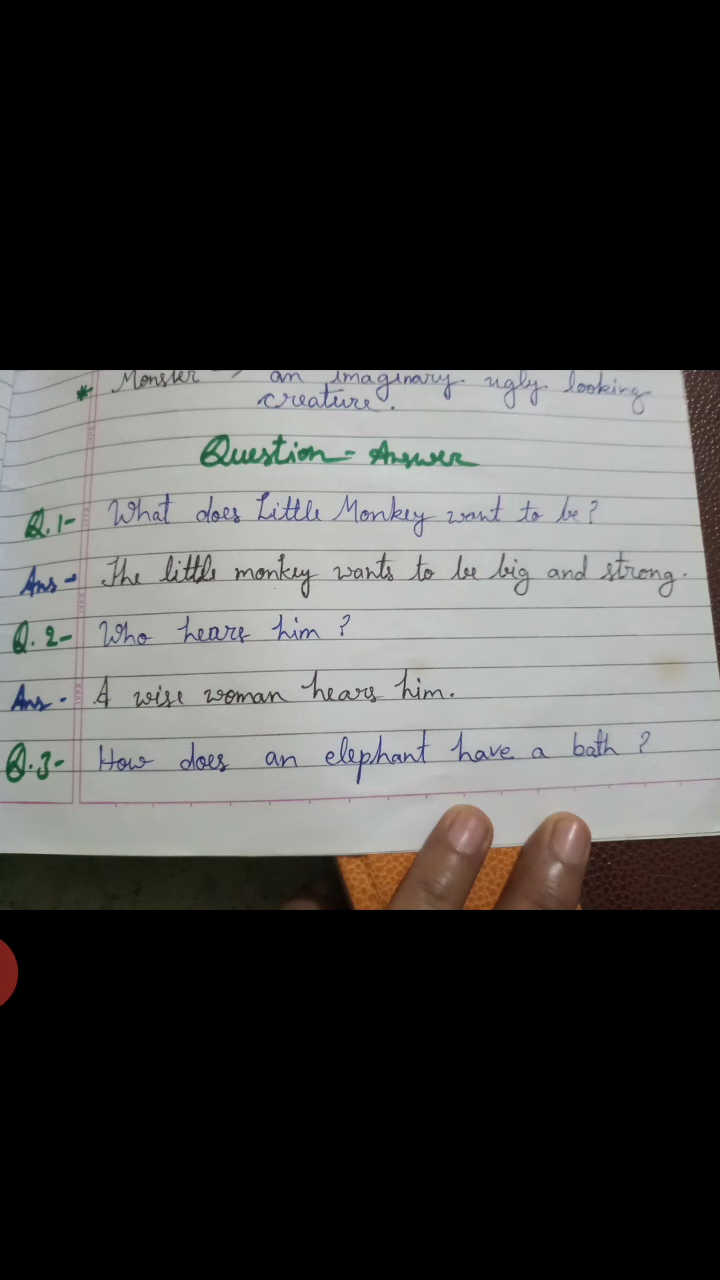 * Monster - an imaginary ugly looking
creature.
Question - Answer
Q.1- What does Little Monkey want to be?
Ans - The little monkey wants to be big and strong.
Q.2- Who hears him ?
Ans - A wise woman hears him.
Q.3- How does an elephant have a bath ?